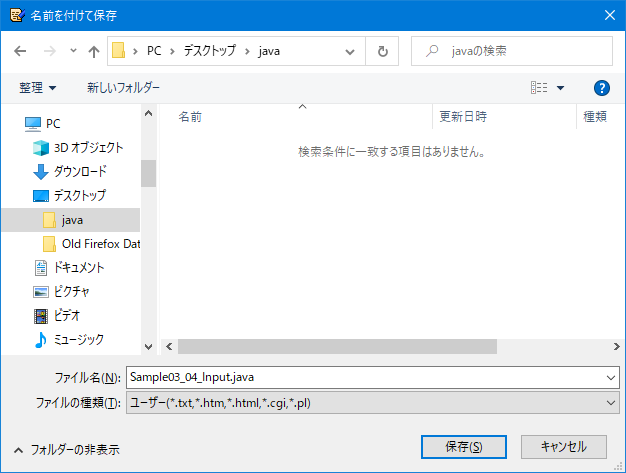 名前を付けて保存
PC デスクトップ java
javaの検索
整理 新しいフォルダー ?
名前 更新日時 種類
検索条件に一致する項目はありません。
PC
3D オブジェクト
ダウンロード
デスクトップ
java
Old Firefox Dat
ドキュメント
ピクチャ
ビデオ
ミュージック
ファイル名(N): Sample03_04_Input.java
ファイルの種類(T): ユーザー(*.txt,*.htm,*.html,*.cgi,*.pl)
フォルダーの非表示 保存(S) キャンセル